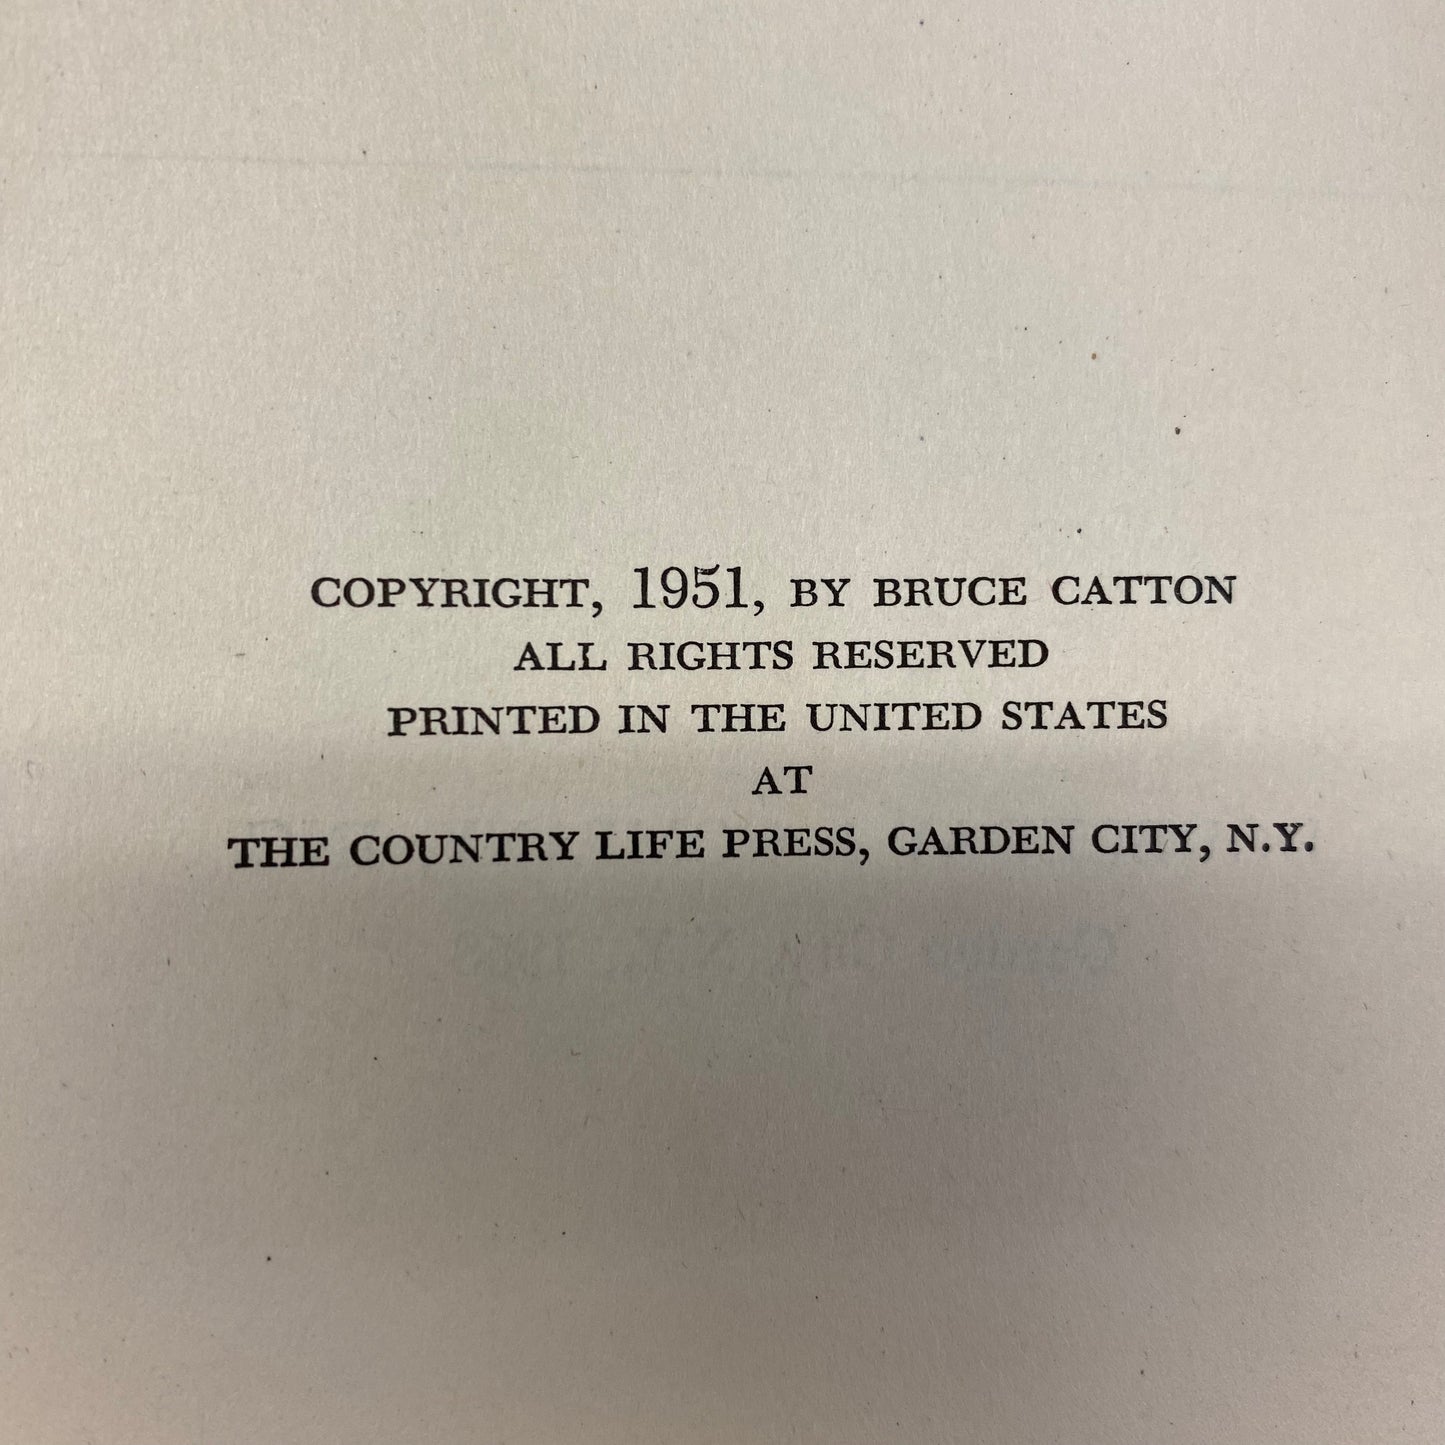 COPYRIGHT, 1951, BY BRUCE CATTON
ALL RIGHTS RESERVED
PRINTED IN THE UNITED STATES
AT
THE COUNTRY LIFE PRESS, GARDEN CITY, N.Y.